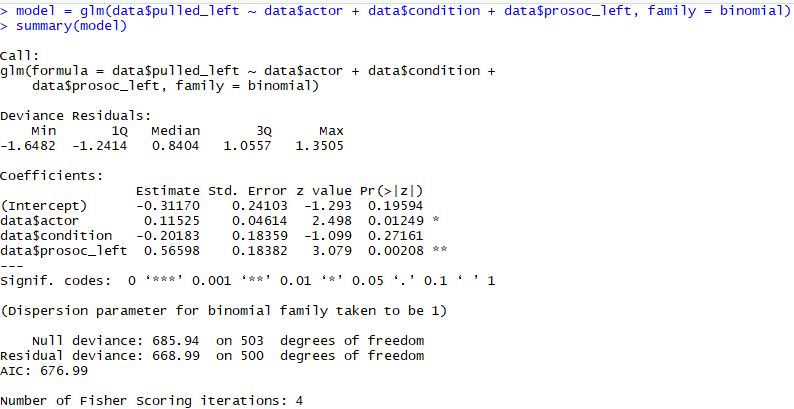 > model = glm(data$pulled_left ~ data$actor + data$condition + data$prosoc_left, family = binomial)
> summary(model)
Call:
glm(formula = data$pulled_left ~ data$actor + data$condition +
    data$prosoc_left, family = binomial)
Deviance Residuals:
    Min       1Q   Median       3Q      Max
-1.6482  -1.2414   0.8404   1.0557   1.3505
Coefficients:
                 Estimate Std. Error z value Pr(>|z|)
(Intercept)      -0.31170    0.24103  -1.293  0.19594
data$actor        0.11525    0.04614   2.498  0.01249 *
data$condition   -0.20183    0.18359  -1.099  0.27161
data$prosoc_left  0.56598    0.18382   3.079  0.00208 **
---
Signif. codes:  0 ‘***’ 0.001 ‘**’ 0.01 ‘*’ 0.05 ‘.’ 0.1 ‘ ’ 1
(Dispersion parameter for binomial family taken to be 1)
    Null deviance: 685.94  on 503  degrees of freedom
Residual deviance: 668.99  on 500  degrees of freedom
AIC: 676.99
Number of Fisher Scoring iterations: 4